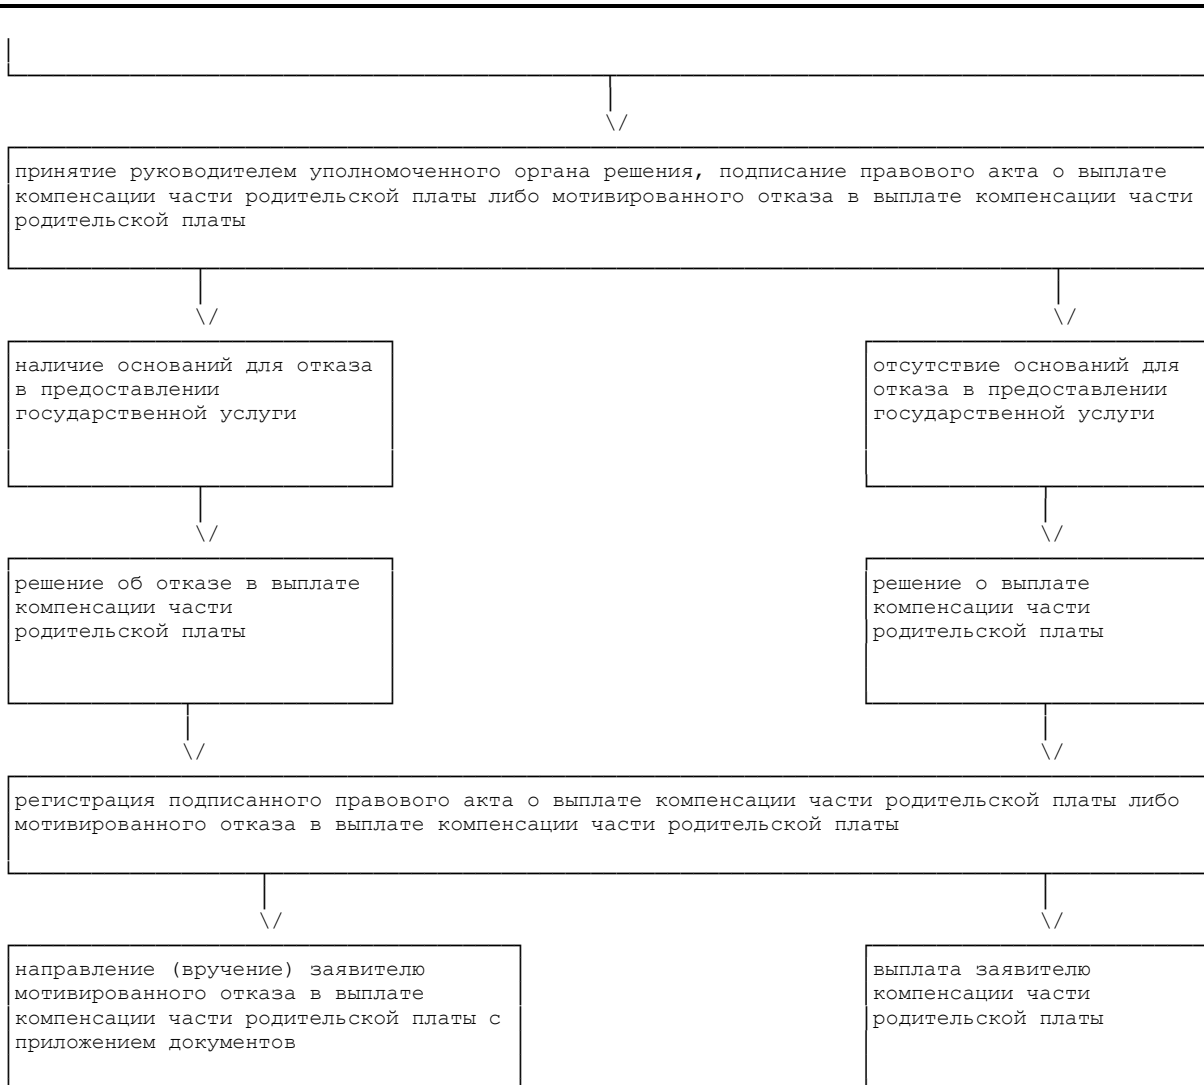 принятие руководителем уполномоченного органа решения, подписание правового акта о выплате
компенсации части родительской платы либо мотивированного отказа в выплате компенсации части
родительской платы
наличие оснований для отказа
в предоставлении
государственной услуги
отсутствие оснований для
отказа в предоставлении
государственной услуги
решение об отказе в выплате
компенсации части
родительской платы
решение о выплате
компенсации части
родительской платы
регистрация подписанного правового акта о выплате компенсации части родительской платы либо
мотивированного отказа в выплате компенсации части родительской платы
направление (вручение) заявителю
мотивированного отказа в выплате
компенсации части родительской платы с
приложением документов
выплата заявителю
компенсации части
родительской платы